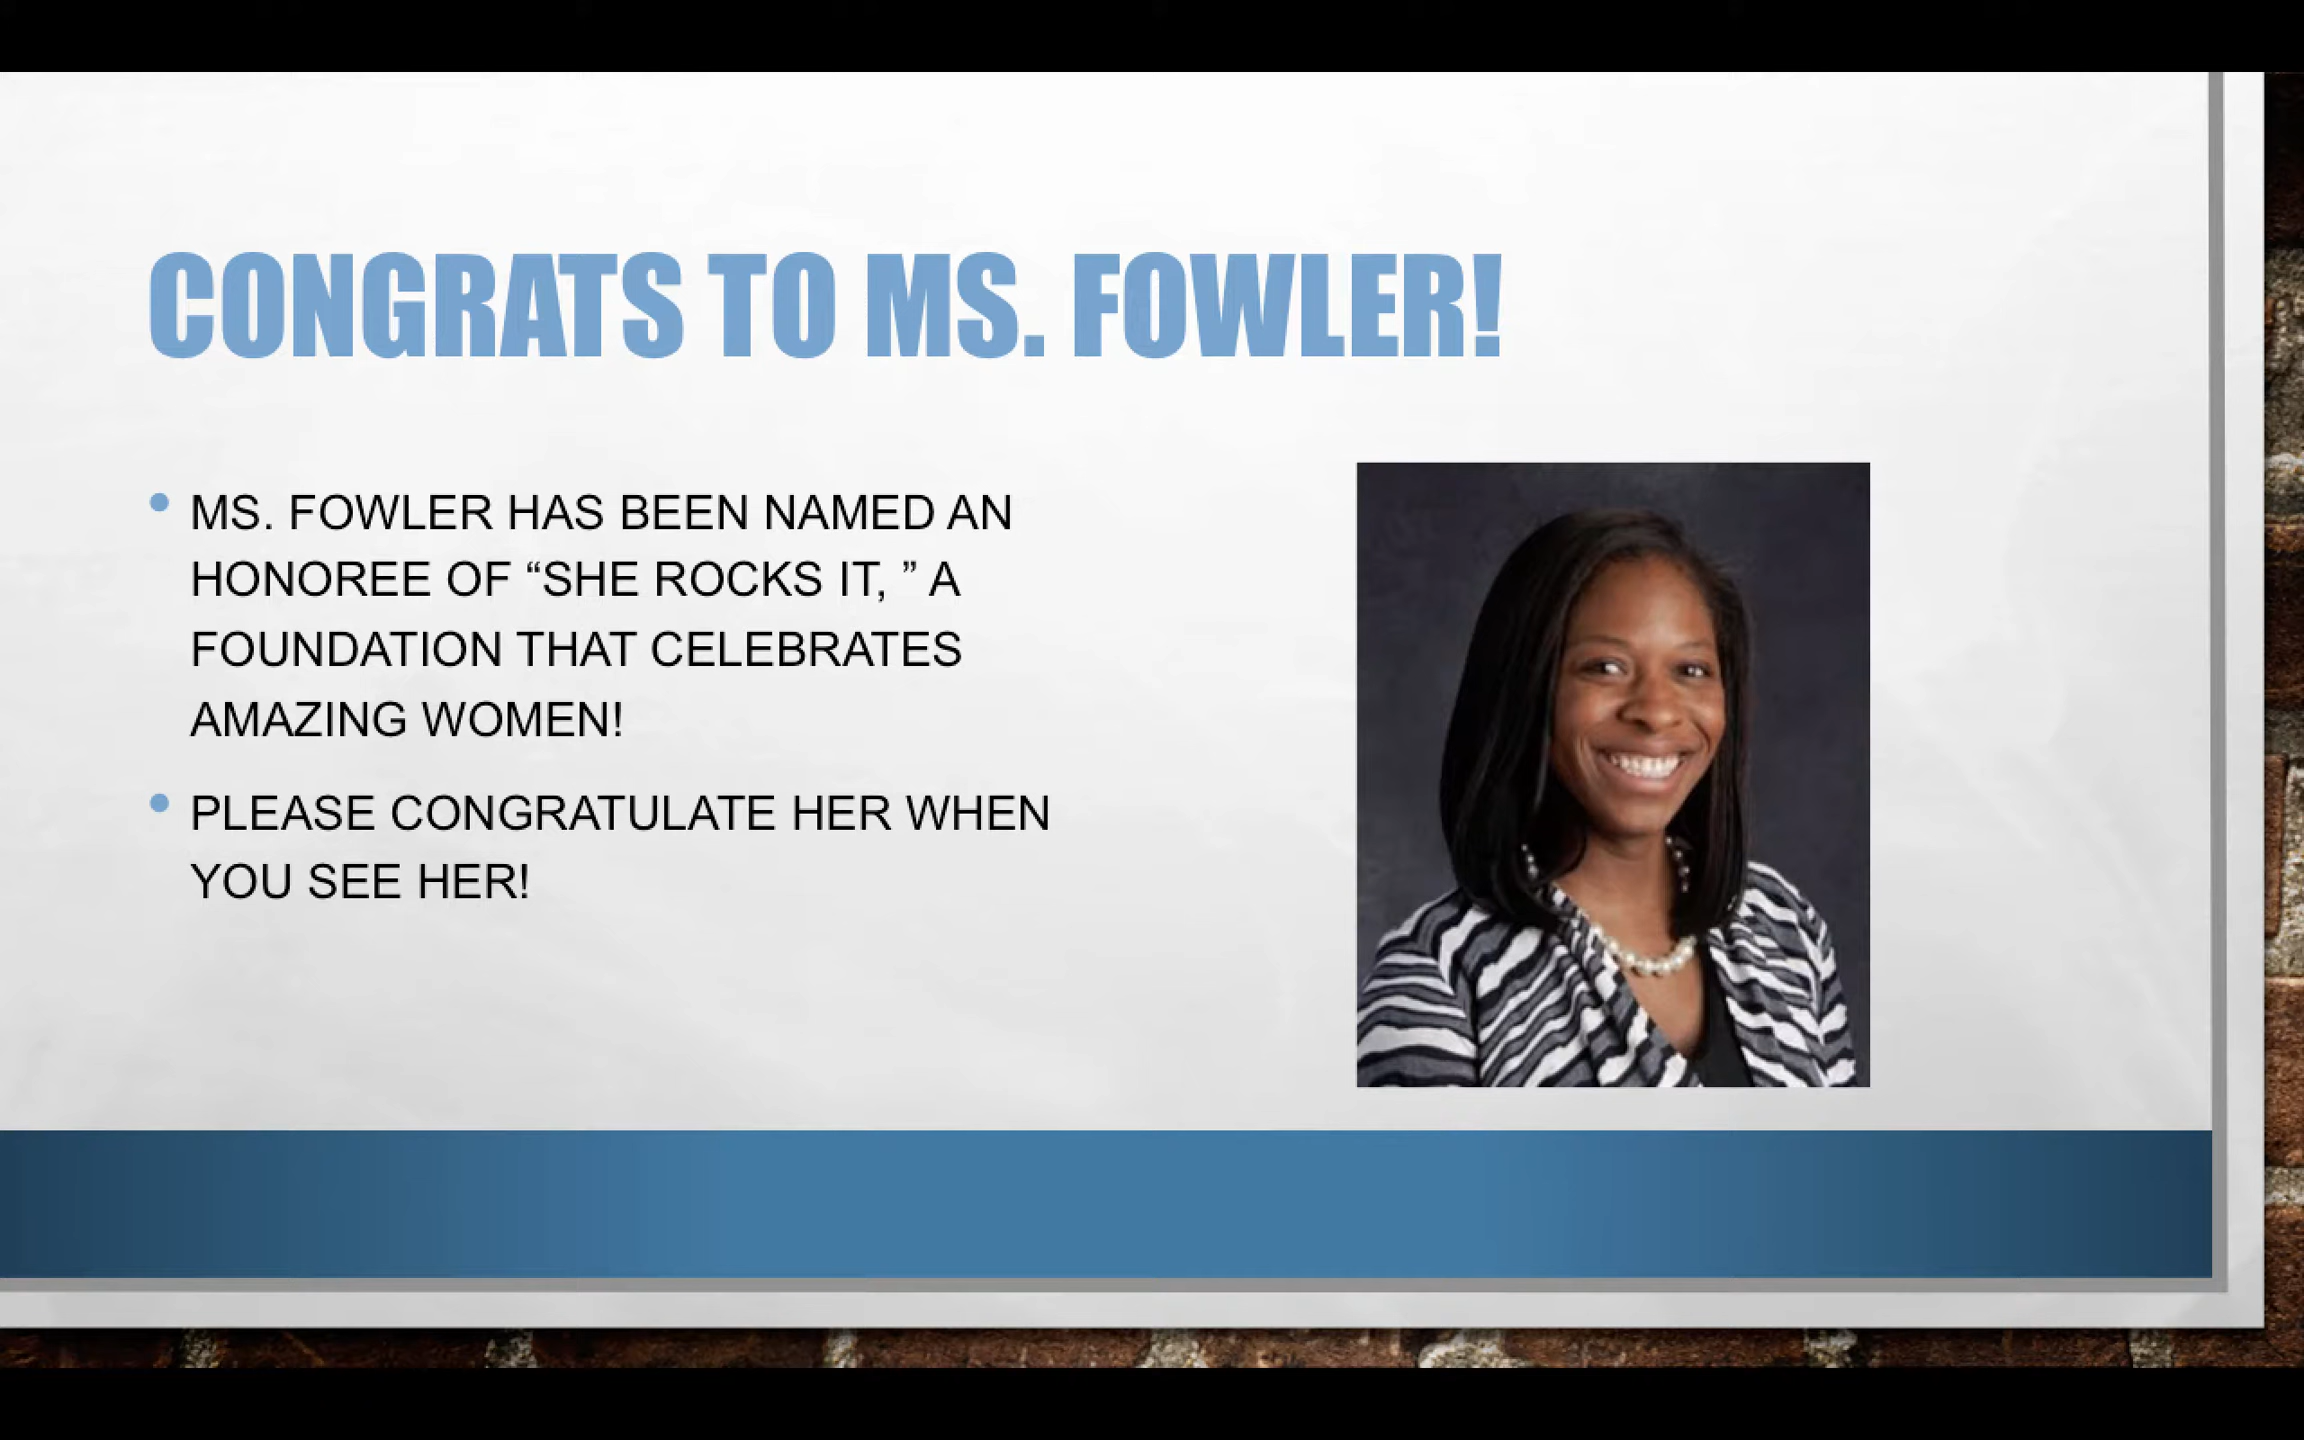 CONGRATS TO MS. FOWLER!
• MS. FOWLER HAS BEEN NAMED AN
HONOREE OF “SHE ROCKS IT, ” A
FOUNDATION THAT CELEBRATES
AMAZING WOMEN!
• PLEASE CONGRATULATE HER WHEN
YOU SEE HER!